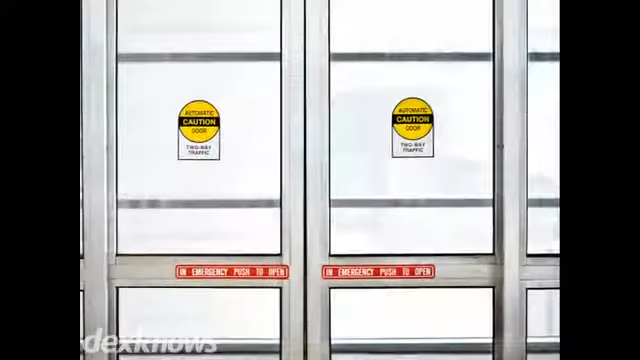 AUTOMATIC
CAUTION
DOOR
TWO-WAY
TRAFFIC
AUTOMATIC
CAUTION
DOOR
TWO-WAY
TRAFFIC
IN EMERGENCY PUSH TO OPEN
IN EMERGENCY PUSH TO OPEN
dexknows